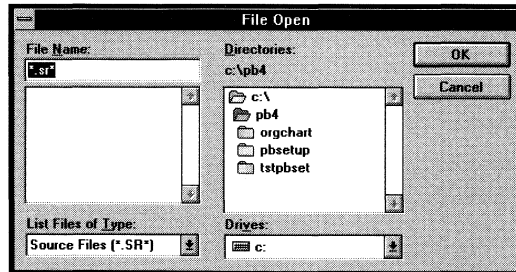 File Open
File Name:
*.sr*
Directories:
c:\pb4
OK
Cancel
c:\
pb4
orgchart
pbsetup
tstpbset
List Files of Type:
Source Files (*.SR*)
Drives:
c: